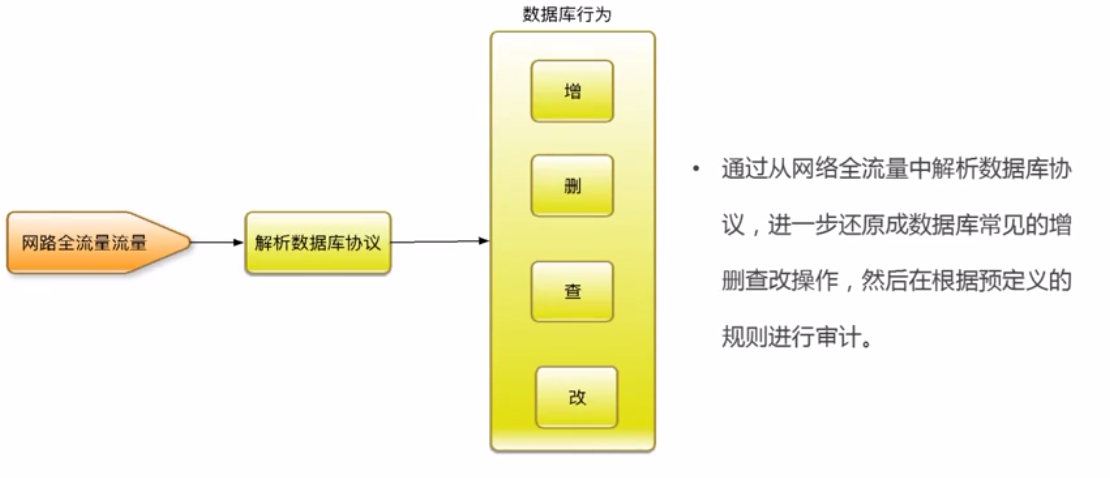 数据库行为
增
删
网路全流量流量
解析数据库协议
查
改
• 通过从网络全流量中解析数据库协
议，进一步还原成数据库常见的增
删查改操作，然后在根据预定义的
规则进行审计。